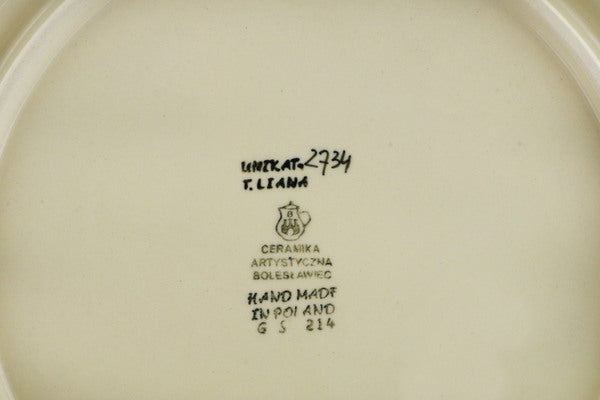 UNIKAT. 2734
T. LIANA
B
CERAMIKA
ARTYSTYCZNA
BOLESŁAWIEC
HAND MADE
IN POLAND
G S 214